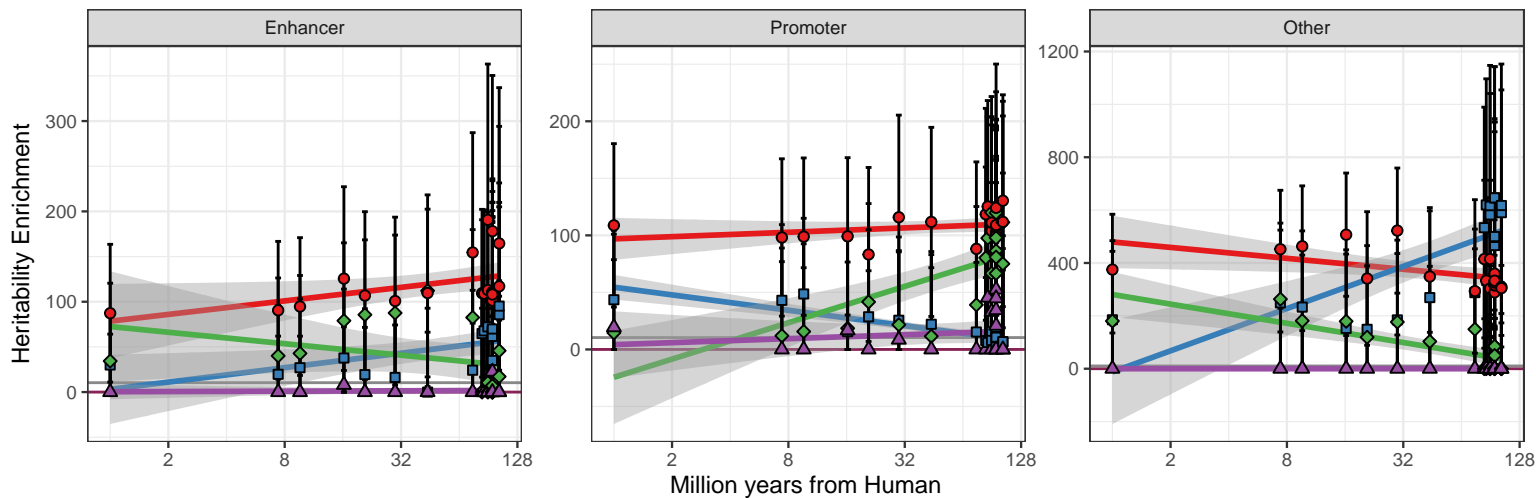 Enhancer
Promoter
Other
Heritability Enrichment
300
200
100
0
200
100
0
1200
800
400
0
2 8 32 128
2 8 32 128
2 8 32 128
Million years from Human